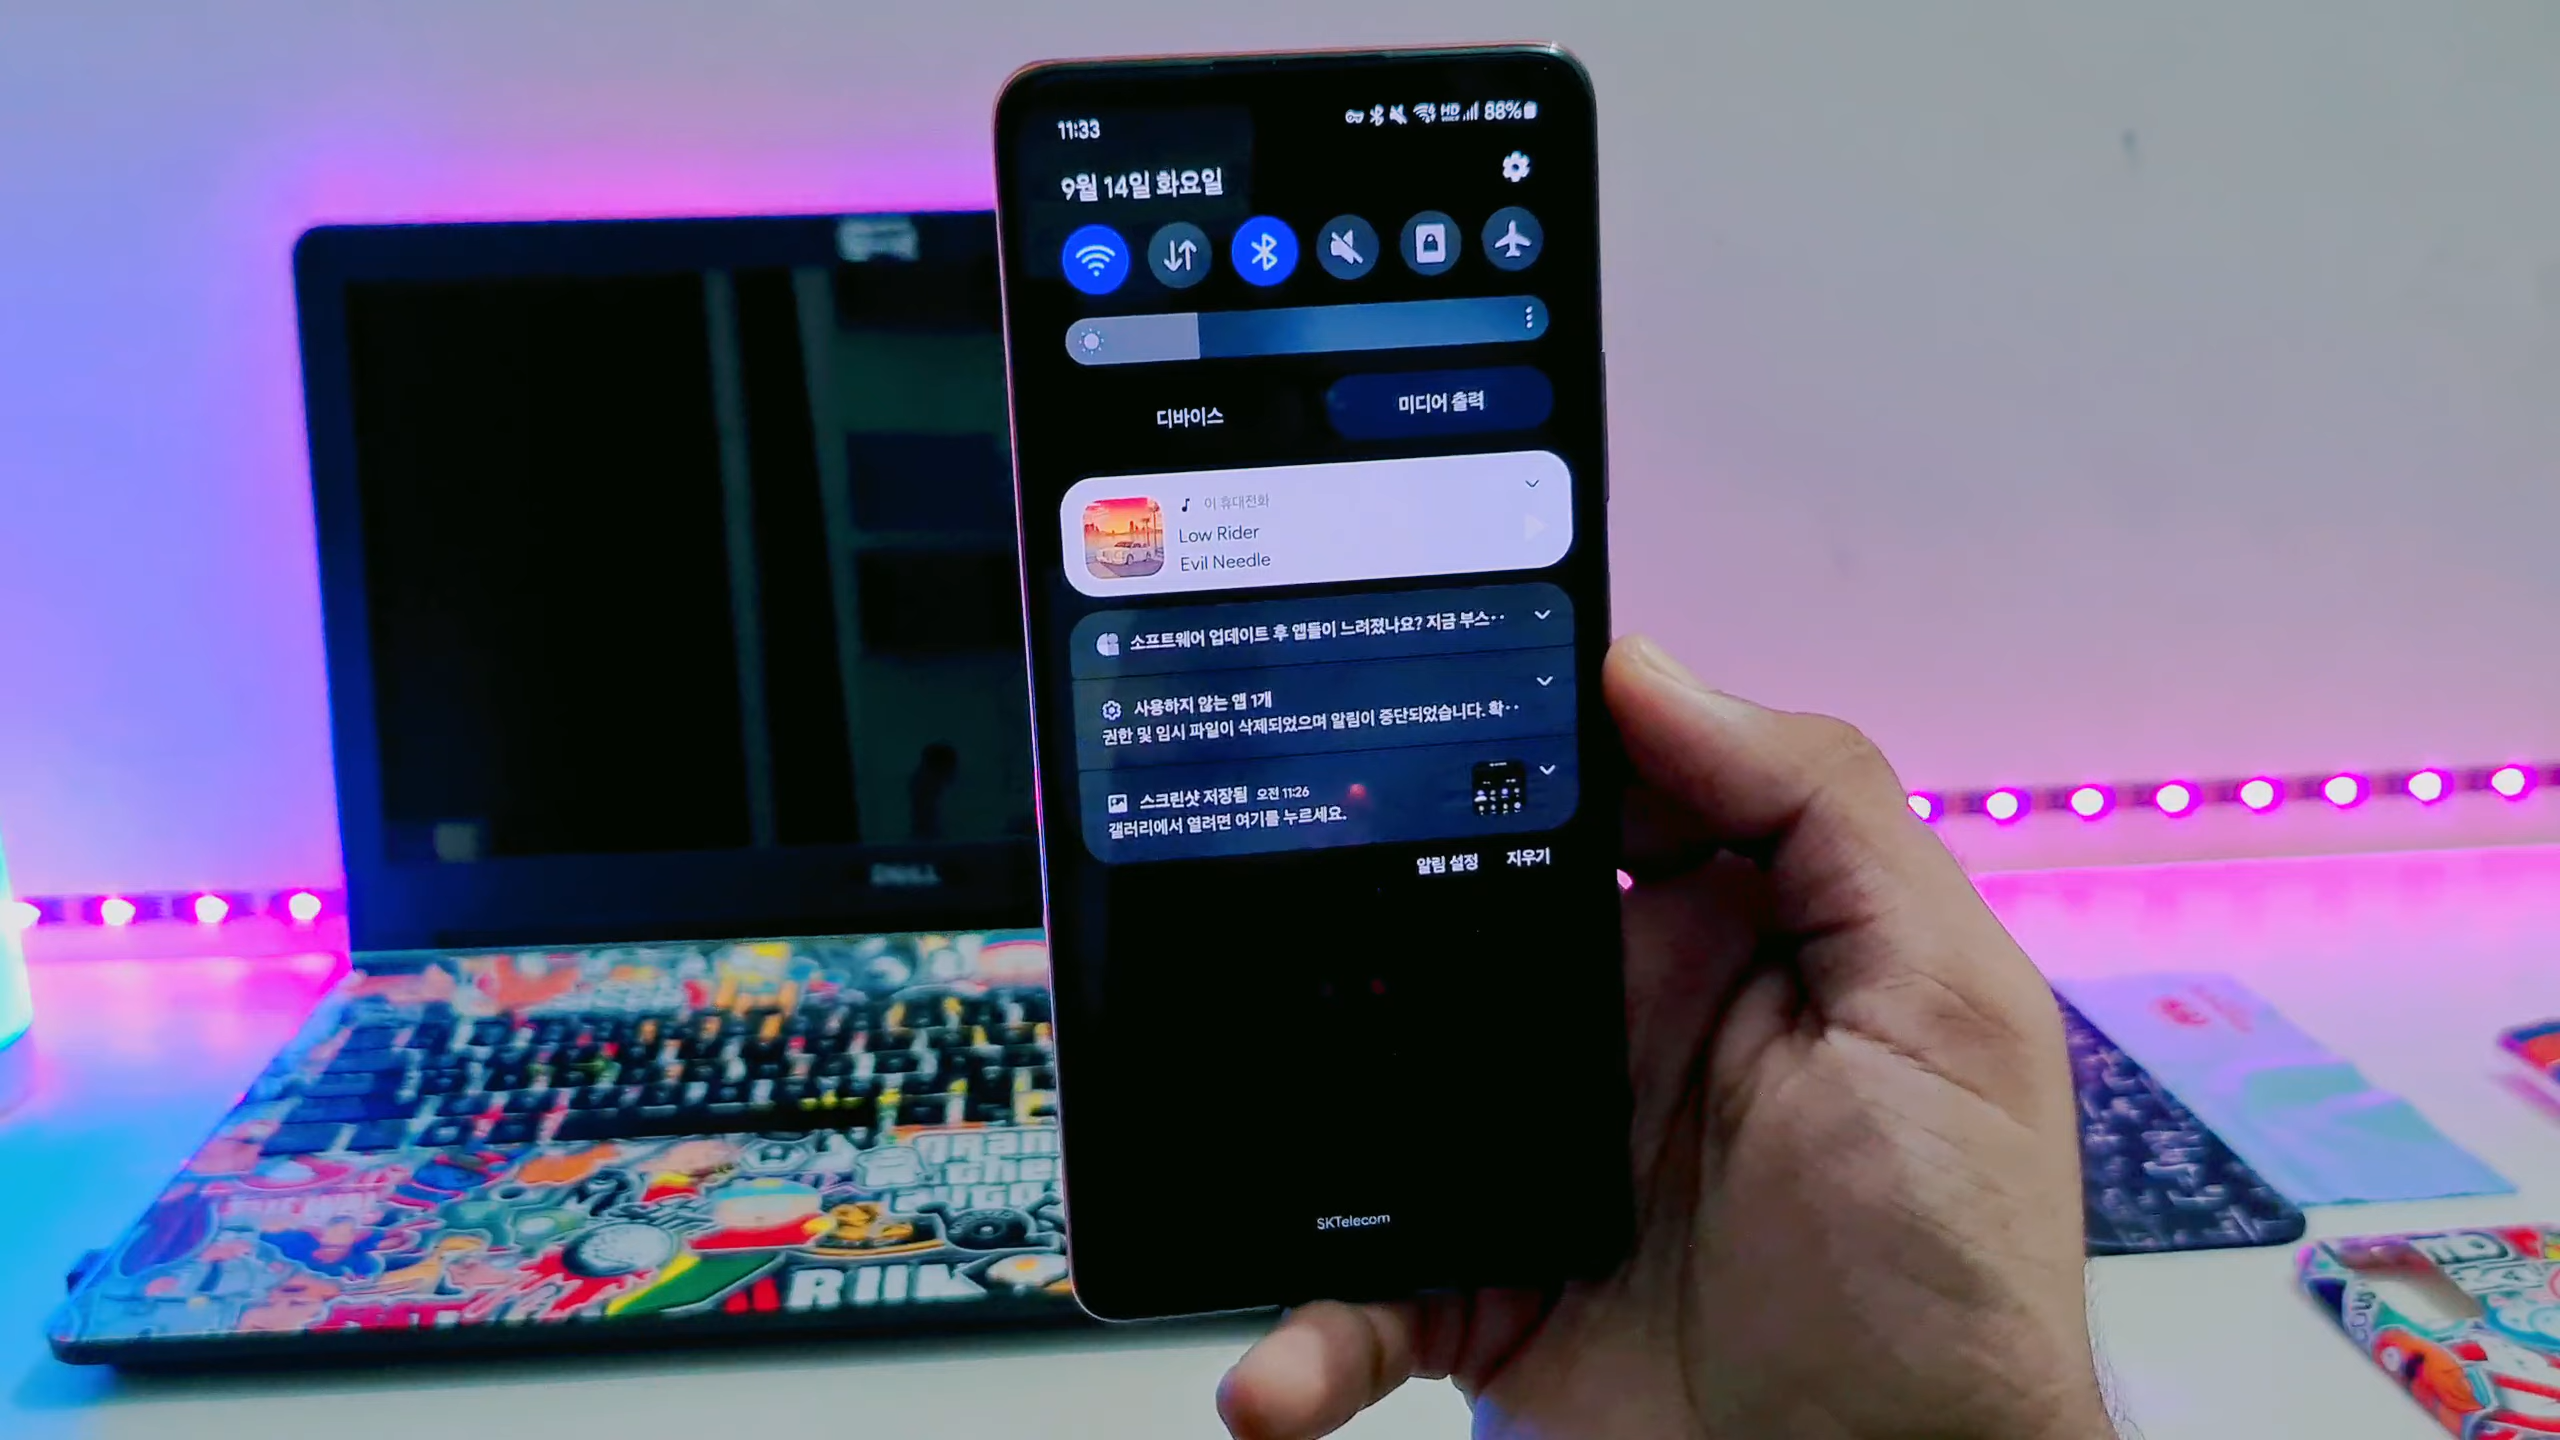 11:33
HD
88%
9월 14일 화요일
디바이스
미디어 출력
이 휴대전화
Low Rider
Evil Needle
소프트웨어 업데이트 후 앱들이 느려졌나요? 지금 부스··
사용하지 않는 앱 1개
권한 및 임시 파일이 삭제되었으며 알림이 중단되었습니다. 확··
스크린샷 저장됨 오전 11:26
갤러리에서 열려면 여기를 누르세요.
알림 설정
지우기
SKTelecom
DELL
RIIK